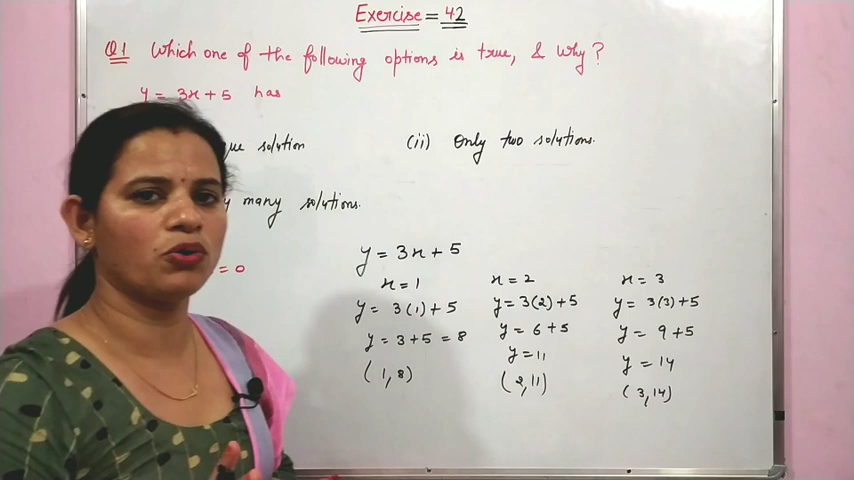 Exercise = 42
Q1 Which one of the following options is true, & Why?
y = 3x + 5 has
solution (ii) Only two solutions.
many solutions.
= 0
y = 3x + 5
x = 1 x = 2 x = 3
y = 3(1) + 5 y = 3(2) + 5 y = 3(3) + 5
y = 3 + 5 = 8 y = 6 + 5 y = 9 + 5
y = 11 y = 14
(1, 8) (2, 11) (3, 14)